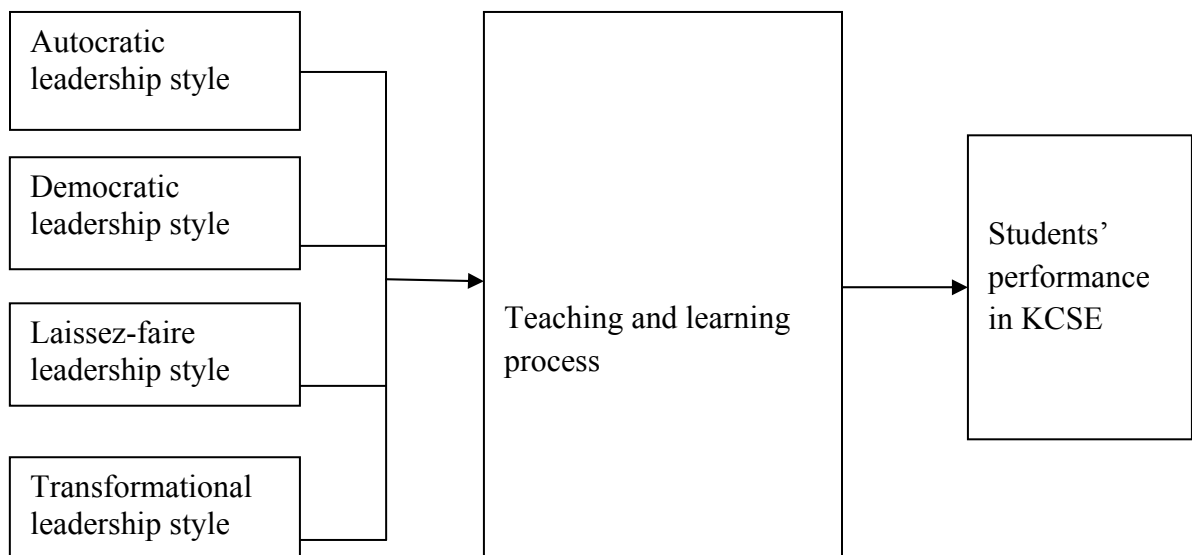 Autocratic
leadership style
Democratic
leadership style
Laissez-faire
leadership style
Transformational
leadership style
Teaching and learning
process
Students’
performance
in KCSE